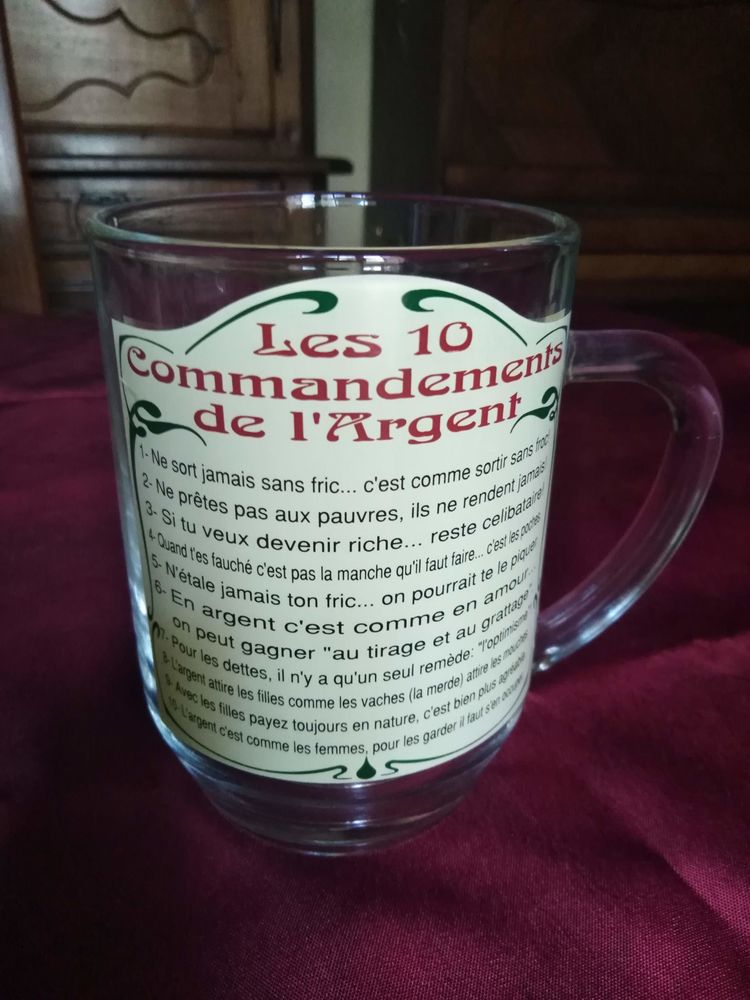 Les 10
Commandements
de l'Argent
1- Ne sort jamais sans fric... c'est comme sortir sans froc!
2- Ne prêtes pas aux pauvres, ils ne rendent jamais!
3- Si tu veux devenir riche... reste celibataire!
4- Quand t'es fauché c'est pas la manche qu'il faut faire... c'est les poches
5- N'étale jamais ton fric... on pourrait te le piquer
6- En argent c'est comme en amour...
on peut gagner "au tirage et au grattage"
7- Pour les dettes, il n'y a qu'un seul remède: "l'optimisme"
8- L'argent attire les filles comme les vaches (la merde) attire les mouches
9- Avec les filles payez toujours en nature, c'est bien plus agréable
10- L'argent c'est comme les femmes, pour les garder il faut s'en occuper